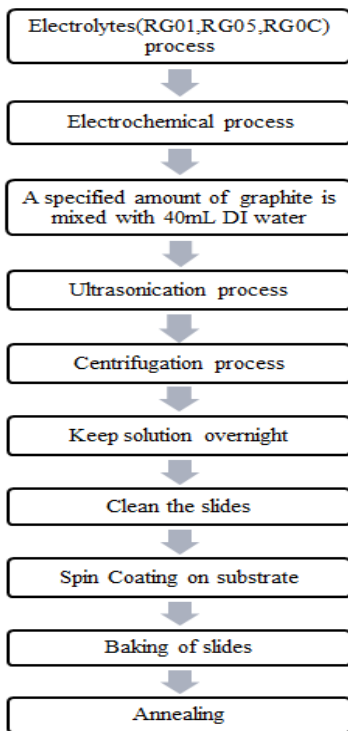 Electrolytes(RG01,RG05,RG0C)
process
Electrochemical process
A specified amount of graphite is
mixed with 40mL DI water
Ultrasonication process
Centrifugation process
Keep solution overnight
Clean the slides
Spin Coating on substrate
Baking of slides
Annealing